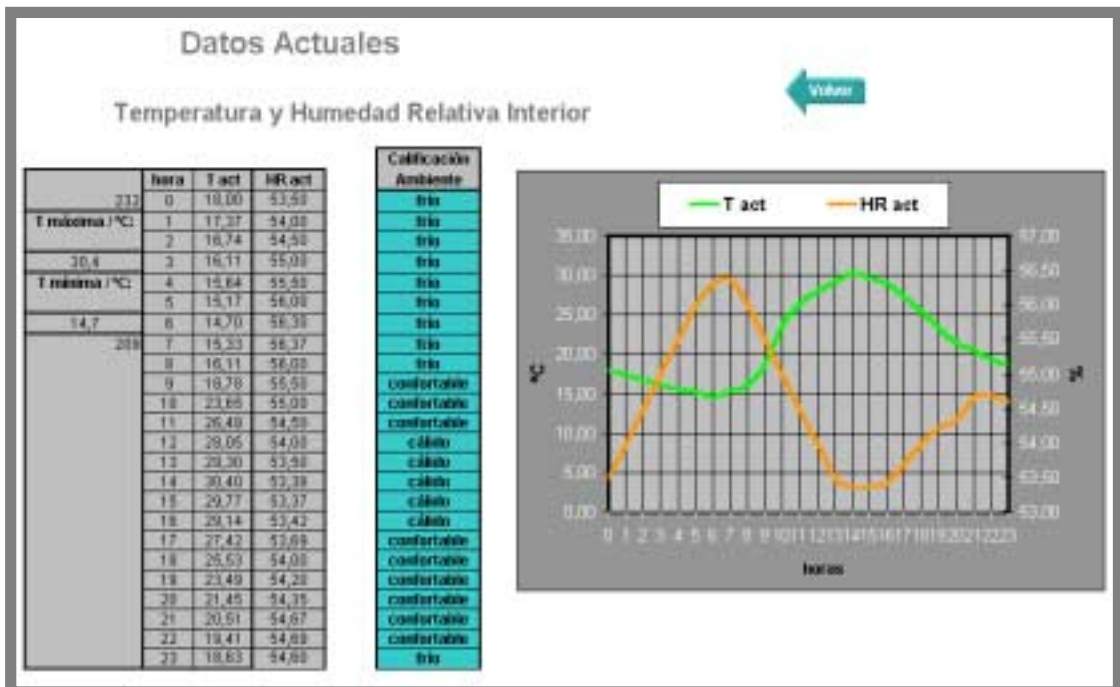 Datos Actuales
Volver
Temperatura y Humedad Relativa Interior
Calificación
Ambiente
hora T act HR act
0 18,00 53,50 frío
T máxima / ºC: 1 17,37 54,00 frío
2 16,74 54,50 frío
30,4 3 16,11 55,00 frío
T mínima / ºC: 4 15,64 55,50 frío
5 15,17 56,00 frío
14,7 6 14,70 56,30 frío
7 15,33 56,37 frío
8 16,11 56,00 frío
9 18,78 55,50 confortable
10 55,00 confortable
11 54,50 confortable
12 28,05 54,00 cálido
13 53,50 cálido
14 30,40 cálido
15 29,77 53,37 cálido
16 29,14 53,42 cálido
17 27,42 53,69 confortable
18 25,53 54,00 confortable
19 23,49 54,20 confortable
20 21,45 54,35 confortable
21 20,51 54,67 confortable
22 19,41 54,69 confortable
23 18,63 54,60 frío
T act HR act
35,00 57,00
30,00 56,50
25,00 56,00
20,00 55,50
15,00 55,00
10,00 54,50
5,00 54,00
0,00 53,50
53,00
ºC
%
0 1 2 3 4 5 6 7 8 9 10 11 12 13 14 15 16 17 18 19 20 21 22 23
horas